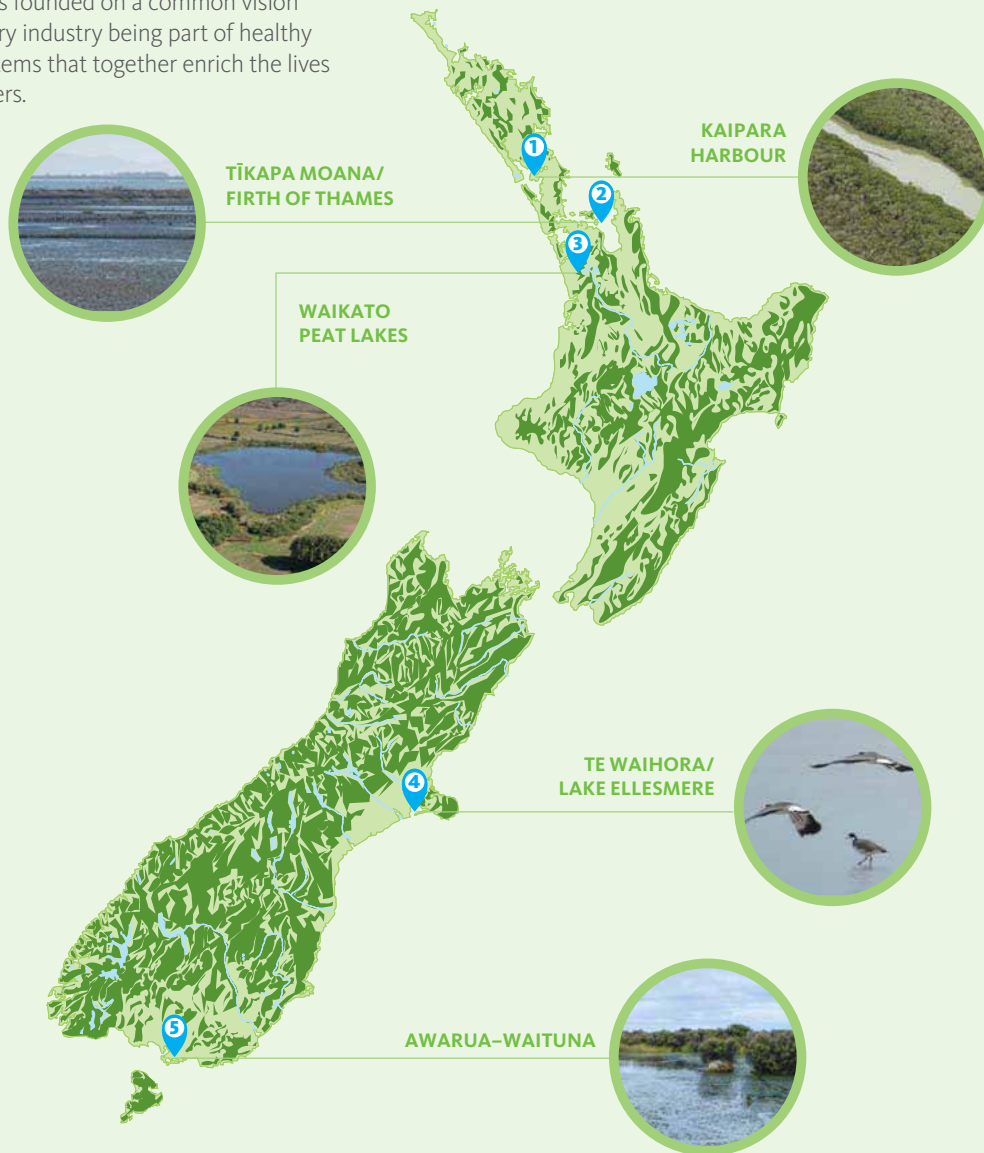 s founded on a common vision
ry industry being part of healthy
tems that together enrich the lives
ers.
TĪKAPA MOANA/
FIRTH OF THAMES
KAIPARA
HARBOUR
1
2
3
WAIKATO
PEAT LAKES
4
TE WAIHORA/
LAKE ELLESMERE
5
AWARUA–WAITUNA